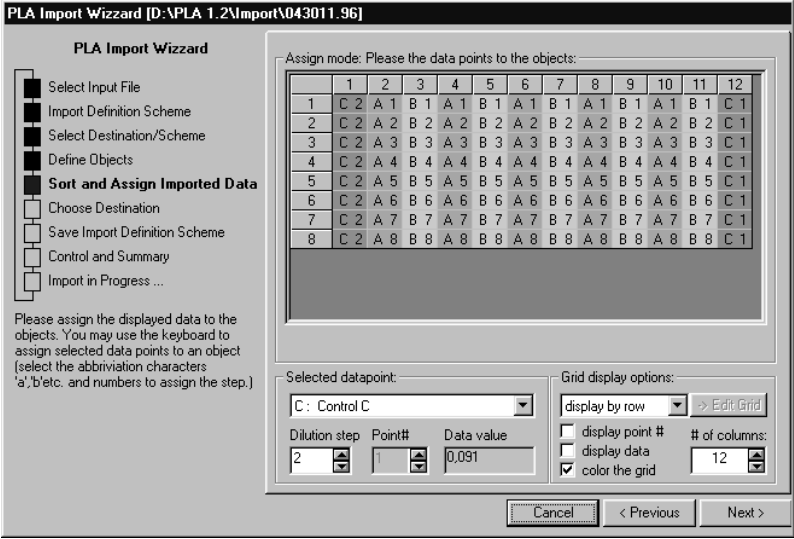 PLA Import Wizzard [D:\PLA 1.2\Import\043011.96]
PLA Import Wizzard
Select Input File
Import Definition Scheme
Select Destination/Scheme
Define Objects
Sort and Assign Imported Data
Choose Destination
Save Import Definition Scheme
Control and Summary
Import in Progress ...
Please assign the displayed data to the
objects. You may use the keyboard to
assign selected data points to an object
(select the abbriviation characters
'a','b'etc. and numbers to assign the step.)
Assign mode: Please the data points to the objects:
1 2 3 4 5 6 7 8 9 10 11 12
1 C 2 A 1 B 1 A 1 B 1 A 1 B 1 A 1 B 1 A 1 B 1 C 1
2 C 2 A 2 B 2 A 2 B 2 A 2 B 2 A 2 B 2 A 2 B 2 C 1
3 C 2 A 3 B 3 A 3 B 3 A 3 B 3 A 3 B 3 A 3 B 3 C 1
4 C 2 A 4 B 4 A 4 B 4 A 4 B 4 A 4 B 4 A 4 B 4 C 1
5 C 2 A 5 B 5 A 5 B 5 A 5 B 5 A 5 B 5 A 5 B 5 C 1
6 C 2 A 6 B 6 A 6 B 6 A 6 B 6 A 6 B 6 A 6 B 6 C 1
7 C 2 A 7 B 7 A 7 B 7 A 7 B 7 A 7 B 7 A 7 B 7 C 1
8 C 2 A 8 B 8 A 8 B 8 A 8 B 8 A 8 B 8 A 8 B 8 C 1
Selected datapoint:
C : Control C
Dilution step Point# Data value
2 1 0,091
Grid display options:
display by row -> Edit Grid
display point # # of columns:
display data
color the grid 12
Cancel < Previous Next >